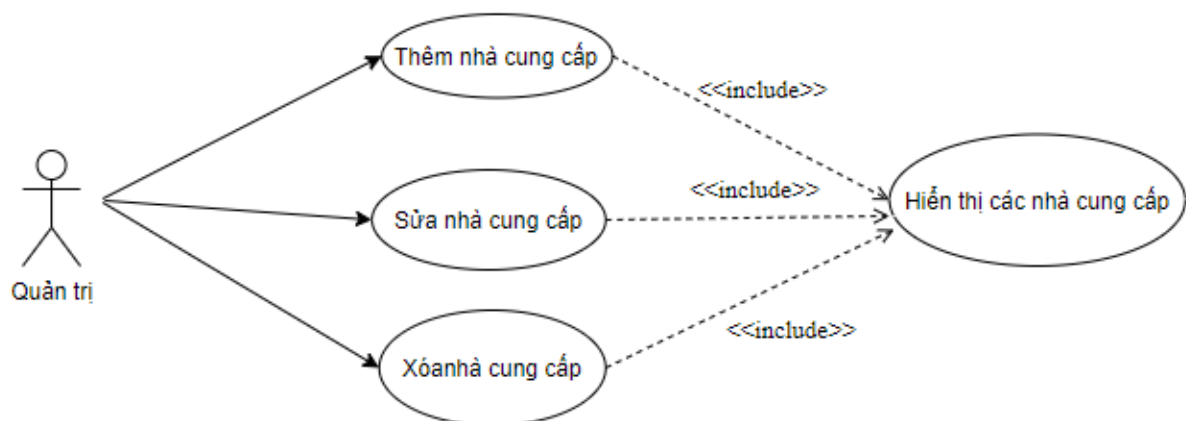 Thêm nhà cung cấp
<<include>>
<<include>>
Hiển thị các nhà cung cấp
Sửa nhà cung cấp
Quản trị
<<include>>
Xóanhà cung cấp